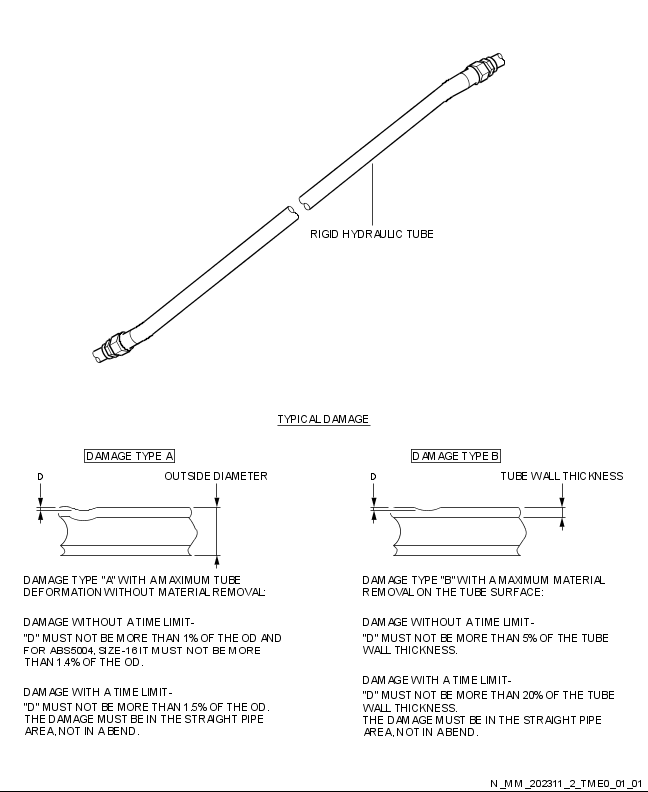 RIGID HYDRAULIC TUBE
TYPICAL DAMAGE
DAMAGE TYPE A
D
OUTSIDE DIAMETER
DAMAGE TYPE "A" WITH A MAXIMUM TUBE
DEFORMATION WITHOUT MATERIAL REMOVAL:
DAMAGE WITHOUT A TIME LIMIT-
"D" MUST NOT BE MORE THAN 1% OF THE OD AND
FOR ABS5004, SIZE-16 IT MUST NOT BE MORE
THAN 1.4% OF THE OD.
DAMAGE WITH A TIME LIMIT-
"D" MUST NOT BE MORE THAN 1.5% OF THE OD.
THE DAMAGE MUST BE IN THE STRAIGHT PIPE
AREA, NOT IN A BEND.
DAMAGE TYPE B
D
TUBE WALL THICKNESS
DAMAGE TYPE "B" WITH A MAXIMUM MATERIAL
REMOVAL ON THE TUBE SURFACE:
DAMAGE WITHOUT A TIME LIMIT-
"D" MUST NOT BE MORE THAN 5% OF THE TUBE
WALL THICKNESS.
DAMAGE WITH A TIME LIMIT-
"D" MUST NOT BE MORE THAN 20% OF THE TUBE
WALL THICKNESS.
THE DAMAGE MUST BE IN THE STRAIGHT PIPE
AREA, NOT IN A BEND.
N_MM_202311_2_TME0_01_01